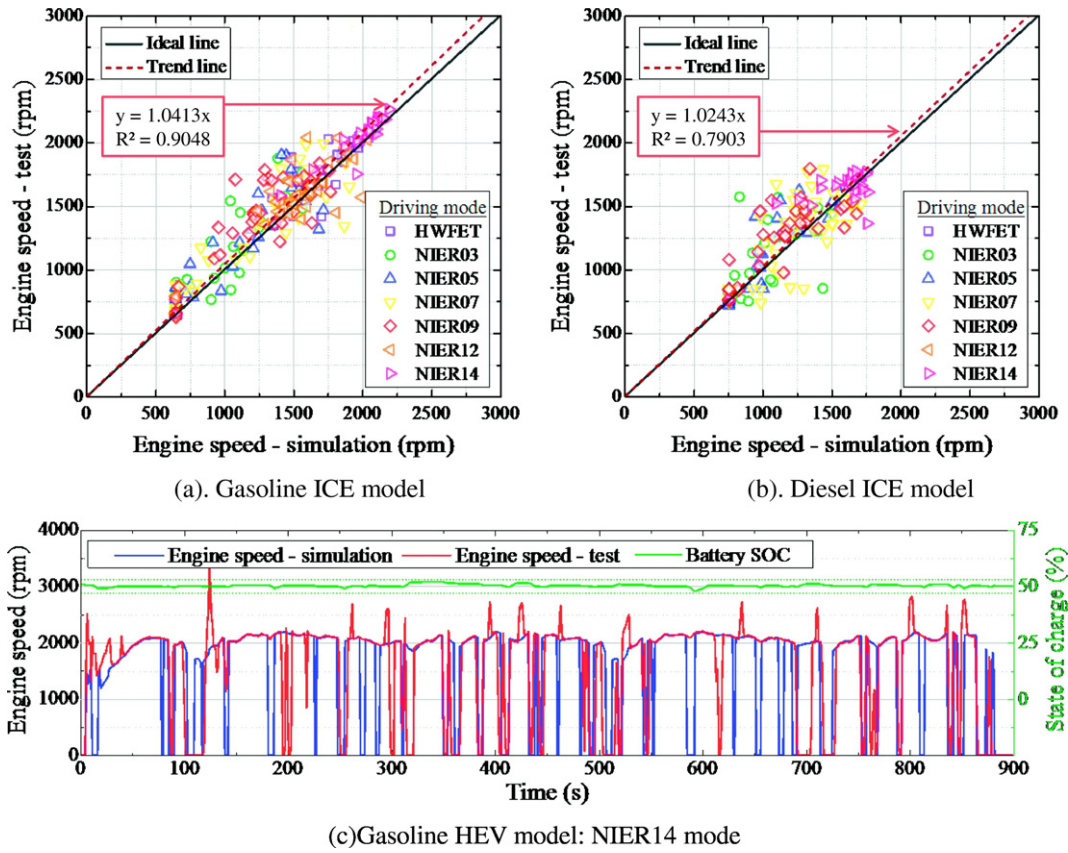 3000
2500
2000
1500
1000
500
0
Engine speed - test (rpm)
Ideal line
Trend line
y = 1.0413x
R² = 0.9048
Driving mode
HWFET
NIER03
NIER05
NIER07
NIER09
NIER12
NIER14
0 500 1000 1500 2000 2500 3000
Engine speed - simulation (rpm)
(a). Gasoline ICE model
3000
2500
2000
1500
1000
500
0
Engine speed - test (rpm)
Ideal line
Trend line
y = 1.0243x
R² = 0.7903
Driving mode
HWFET
NIER03
NIER05
NIER07
NIER09
NIER12
NIER14
0 500 1000 1500 2000 2500 3000
Engine speed - simulation (rpm)
(b). Diesel ICE model
4000
3000
2000
1000
0
Engine speed (rpm)
Engine speed - simulation Engine speed - test Battery SOC
75
50
25
0
State of charge (%)
0 100 200 300 400 500 600 700 800 900
Time (s)
(c)Gasoline HEV model: NIER14 mode